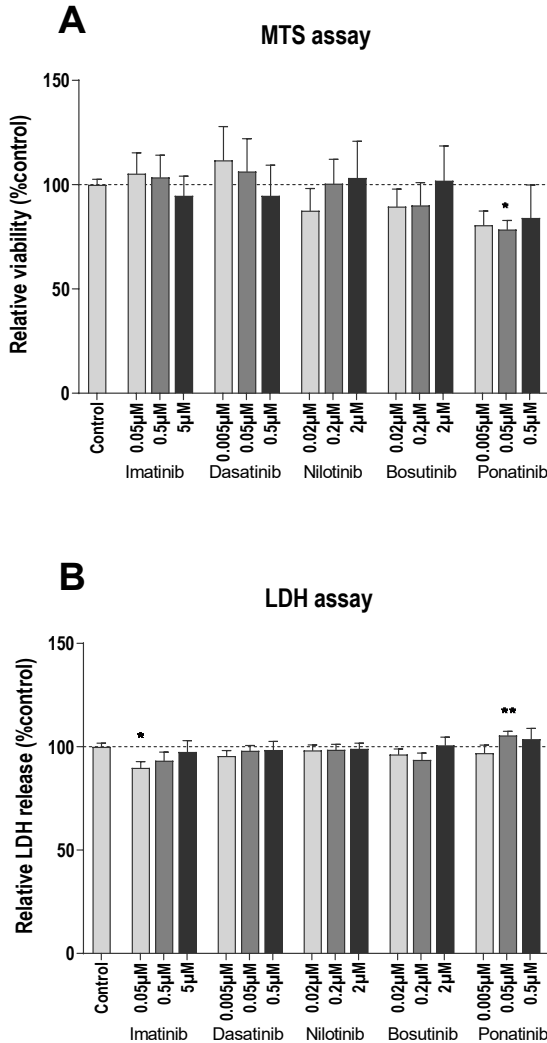 A
MTS assay
Relative viability (%control)
150
100
50
0
*
Control
0.05µM
0.5µM
5µM
0.005µM
0.05µM
0.5µM
0.02µM
0.2µM
2µM
0.02µM
0.2µM
2µM
0.005µM
0.05µM
0.5µM
Imatinib Dasatinib Nilotinib Bosutinib Ponatinib
B
LDH assay
Relative LDH release (%control)
150
100
50
0
*
**
Control
0.05µM
0.5µM
5µM
0.005µM
0.05µM
0.5µM
0.02µM
0.2µM
2µM
0.02µM
0.2µM
2µM
0.005µM
0.05µM
0.5µM
Imatinib Dasatinib Nilotinib Bosutinib Ponatinib